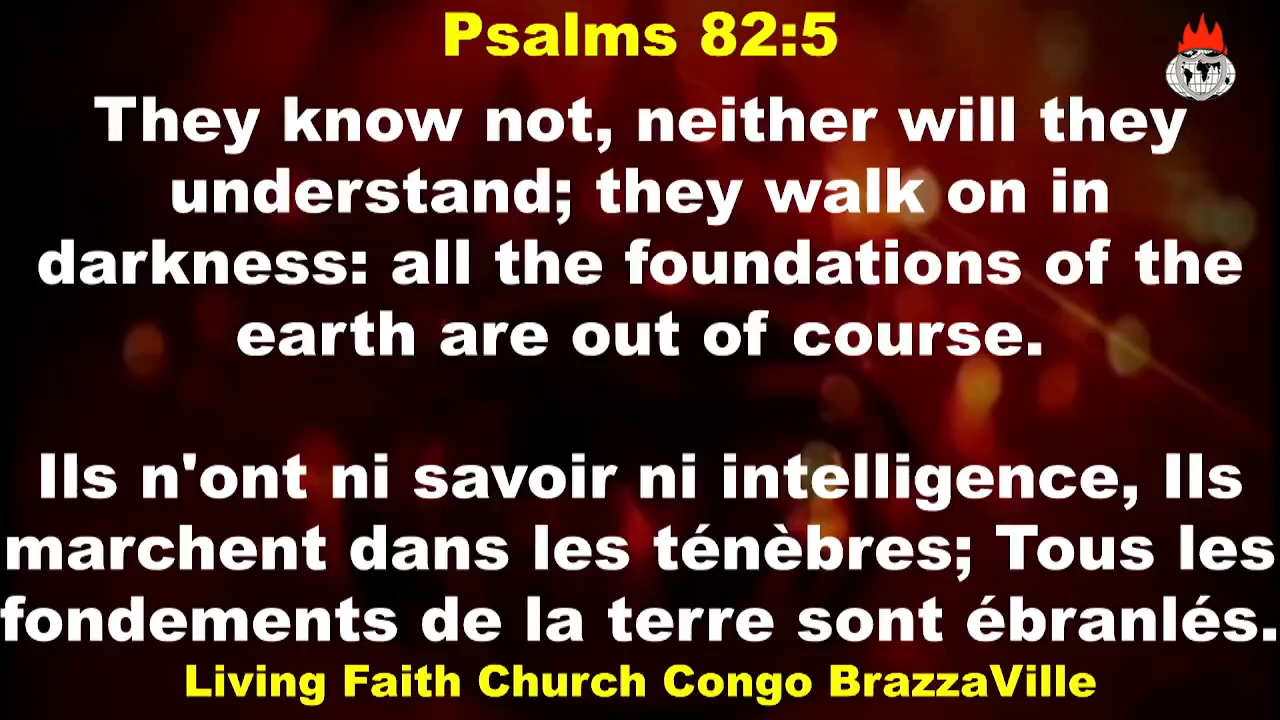 Psalms 82:5
They know not, neither will they
understand; they walk on in
darkness: all the foundations of the
earth are out of course.
Ils n'ont ni savoir ni intelligence, Ils
marchent dans les ténèbres; Tous les
fondements de la terre sont ébranlés.
Living Faith Church Congo BrazzaVille